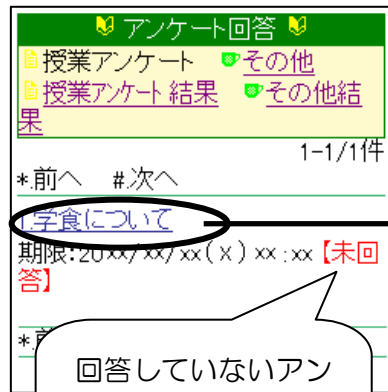 アンケート回答
授業アンケート その他
授業アンケート結果 その他結
果
1-1/1件
*.前へ #.次へ
1.学食について
期限:20xx/xx/xx(x) xx:xx【未回
答】
*.前
回答していないアン